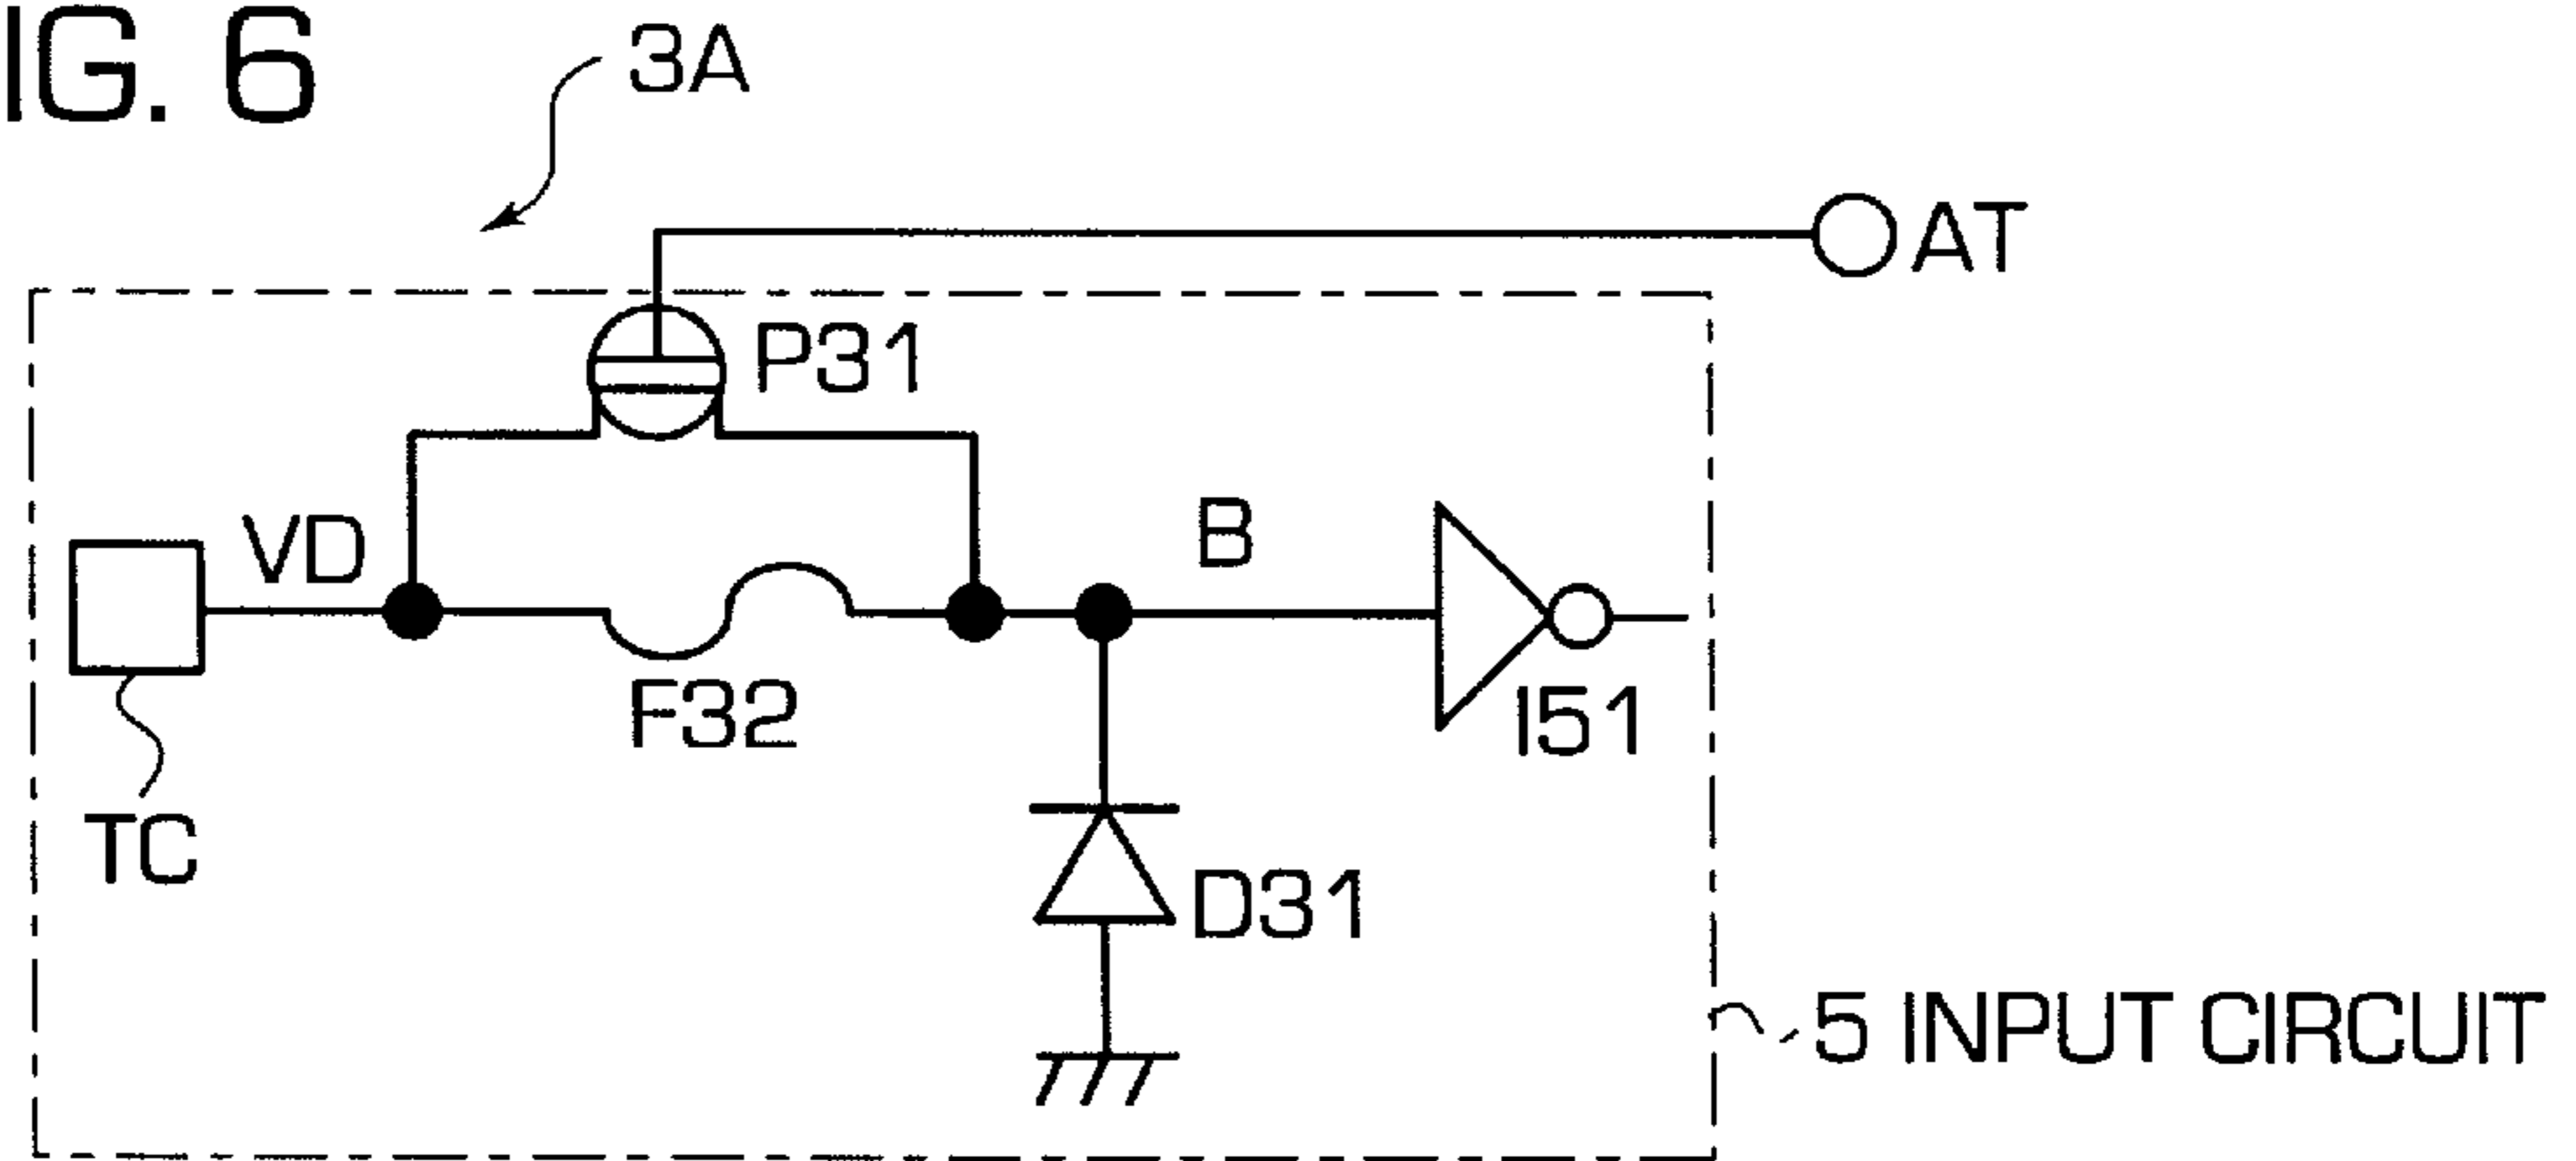 IG. 6
3A
AT
P31
VD
B
F32
I51
TC
D31
5 INPUT CIRCUIT